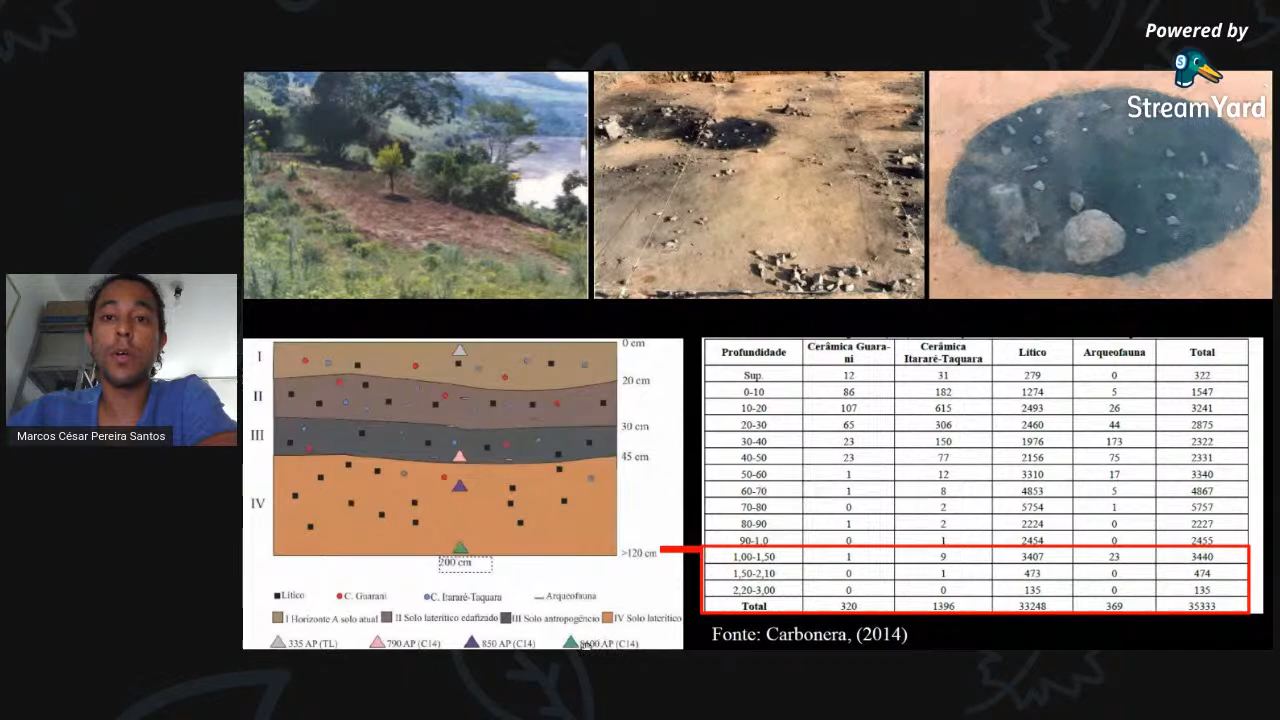 Powered by
StreamYard
Marcos César Pereira Santos
I
II
III
IV
0 cm
20 cm
30 cm
45 cm
>120 cm
200 cm
Lítico
C. Guarani
C. Itararé-Taquara
Arqueofauna
I Horizonte A solo atual
II Solo laterítico edafizado
III Solo antropogêncio
IV Solo laterítico
335 AP (TL)
790 AP (C14)
850 AP (C14)
AP (C14)
Profundidade Cerâmica Guara- Cerâmica Lítico Arqueofauna Total
ni Itararé-Taquara
Sup. 12 31 279 0 322
0-10 86 182 1274 5 1547
10-20 107 615 2493 26 3241
20-30 65 306 2460 44 2875
30-40 23 150 1976 173 2322
40-50 23 77 2156 75 2331
50-60 1 12 3310 17 3340
60-70 1 8 4853 5 4867
70-80 0 2 5754 1 5757
80-90 1 2 2224 0 2227
90-1.0 0 1 2454 0 2455
1,00-1,50 1 9 3407 23 3440
1,50-2,10 0 1 473 0 474
2,20-3,00 0 0 135 0 135
Total 320 1396 33248 369 35333
Fonte: Carbonera, (2014)